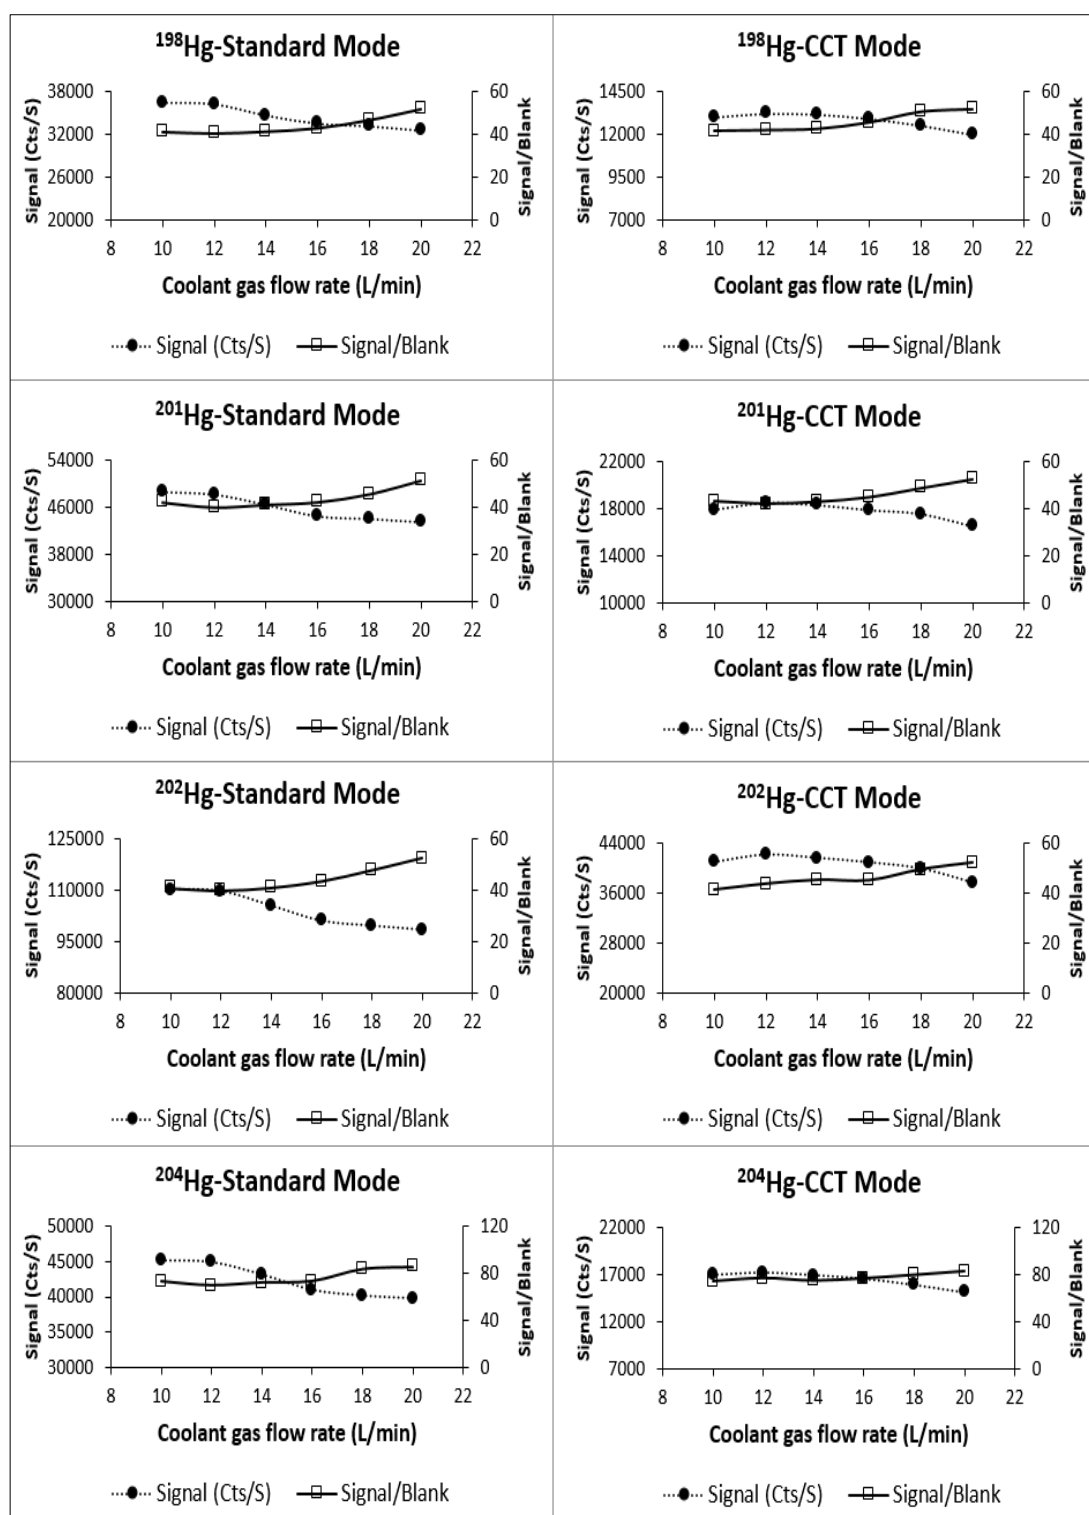 ¹⁹⁸Hg-Standard Mode
38000
32000
26000
20000
60
40
20
0
Signal (Cts/S)
Signal/Blank
8 10 12 14 16 18 20 22
Coolant gas flow rate (L/min)
Signal (Cts/S) Signal/Blank
¹⁹⁸Hg-CCT Mode
14500
12000
9500
7000
60
40
20
0
Signal (Cts/S)
Signal/Blank
8 10 12 14 16 18 20 22
Coolant gas flow rate (L/min)
Signal (Cts/S) Signal/Blank
²⁰¹Hg-Standard Mode
54000
46000
38000
30000
60
40
20
0
Signal (Cts/S)
Signal/Blank
8 10 12 14 16 18 20 22
Coolant gas flow rate (L/min)
Signal (Cts/S) Signal/Blank
²⁰¹Hg-CCT Mode
22000
18000
14000
10000
60
40
20
0
Signal (Cts/S)
Signal/Blank
8 10 12 14 16 18 20 22
Coolant gas flow rate (L/min)
Signal (Cts/S) Signal/Blank
²⁰²Hg-Standard Mode
125000
110000
95000
80000
60
40
20
0
Signal (Cts/S)
Signal/Blank
8 10 12 14 16 18 20 22
Coolant gas flow rate (L/min)
Signal (Cts/S) Signal/Blank
²⁰²Hg-CCT Mode
44000
36000
28000
20000
60
40
20
0
Signal (Cts/S)
Signal/Blank
8 10 12 14 16 18 20 22
Coolant gas flow rate (L/min)
Signal (Cts/S) Signal/Blank
²⁰⁴Hg-Standard Mode
50000
45000
40000
35000
30000
120
80
40
0
Signal (Cts/S)
Signal/Blank
8 10 12 14 16 18 20 22
Coolant gas flow rate (L/min)
Signal (Cts/S) Signal/Blank
²⁰⁴Hg-CCT Mode
22000
17000
12000
7000
120
80
40
0
Signal (Cts/S)
Signal/Blank
8 10 12 14 16 18 20 22
Coolant gas flow rate (L/min)
Signal (Cts/S) Signal/Blank